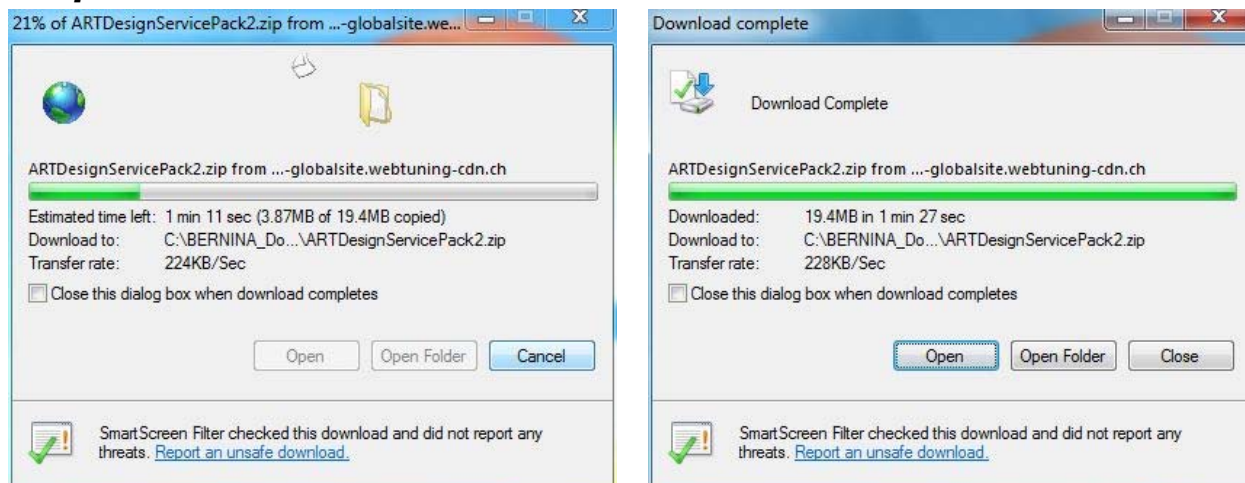 21% of ARTDesignServicePack2.zip from ...-globalsite.we...
ARTDesignServicePack2.zip from ...-globalsite.webtuning-cdn.ch
Estimated time left: 1 min 11 sec (3.87MB of 19.4MB copied)
Download to: C:\BERNINA_Do...\ARTDesignServicePack2.zip
Transfer rate: 224KB/Sec
Close this dialog box when download completes
Open Open Folder Cancel
SmartScreen Filter checked this download and did not report any
threats. Report an unsafe download.
Download complete
Download Complete
ARTDesignServicePack2.zip from ...-globalsite.webtuning-cdn.ch
Downloaded: 19.4MB in 1 min 27 sec
Download to: C:\BERNINA_Do...\ARTDesignServicePack2.zip
Transfer rate: 228KB/Sec
Close this dialog box when download completes
Open Open Folder Close
SmartScreen Filter checked this download and did not report any
threats. Report an unsafe download.